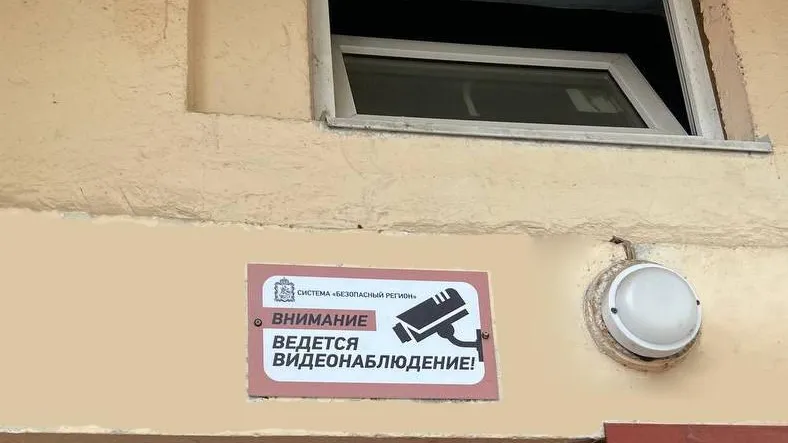 СИСТЕМА «БЕЗОПАСНЫЙ РЕГИОН»
ВНИМАНИЕ
ВЕДЕТСЯ
ВИДЕОНАБЛЮДЕНИЕ!